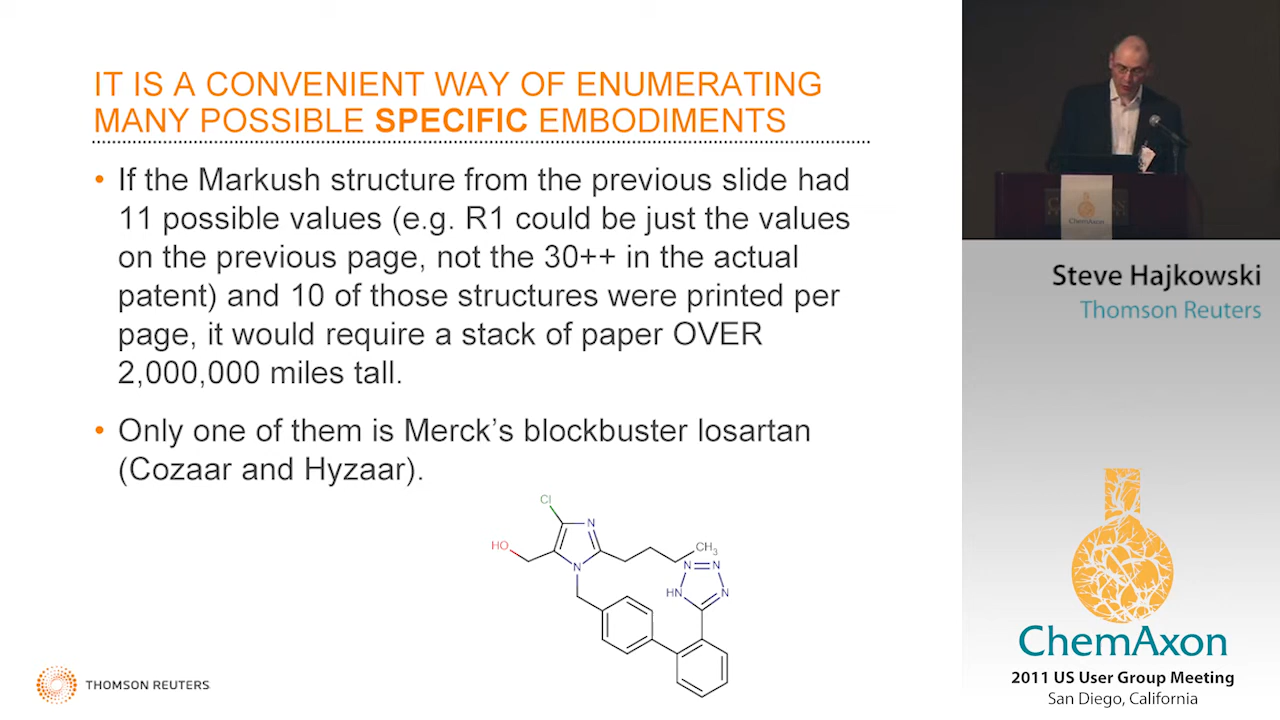 IT IS A CONVENIENT WAY OF ENUMERATING
MANY POSSIBLE SPECIFIC EMBODIMENTS
• If the Markush structure from the previous slide had
11 possible values (e.g. R1 could be just the values
on the previous page, not the 30++ in the actual
patent) and 10 of those structures were printed per
page, it would require a stack of paper OVER
2,000,000 miles tall.
• Only one of them is Merck’s blockbuster losartan
(Cozaar and Hyzaar).
Cl
N
HO
N
CH3
N
N
HN
N
THOMSON REUTERS
ChemAxon
Steve Hajkowski
Thomson Reuters
ChemAxon
2011 US User Group Meeting
San Diego, California